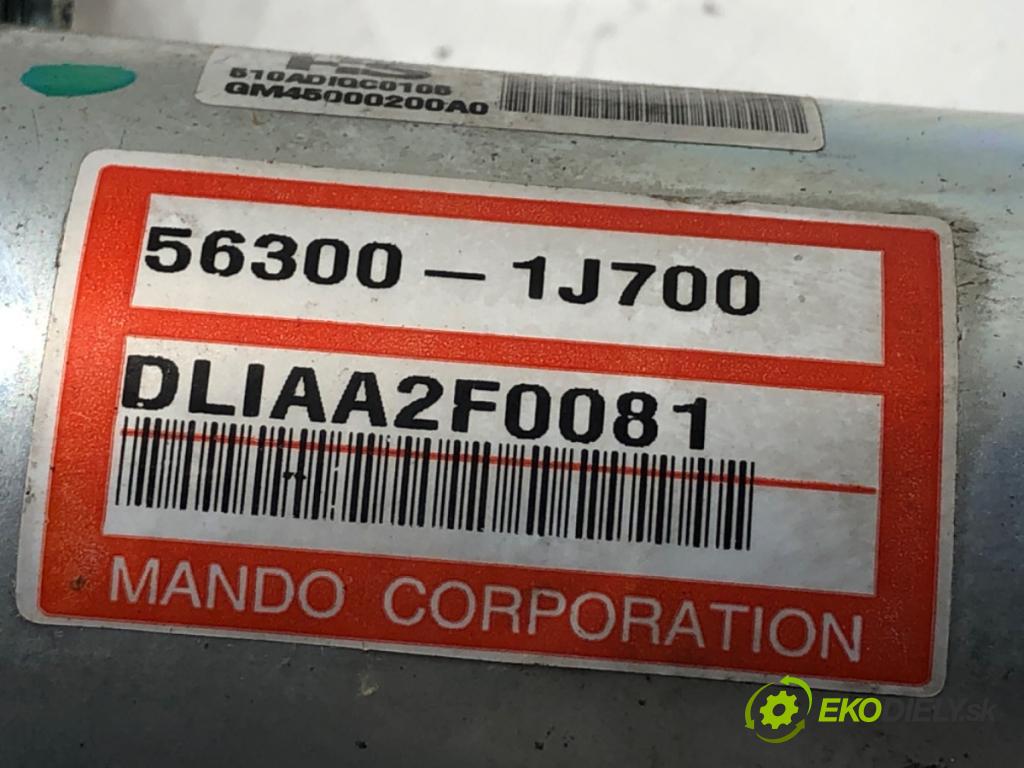 510ADIQC0105
GM45000200A0
56300 – 1J700
DLIAA2F0081
MANDO CORPORATION
EKODIELY.sk